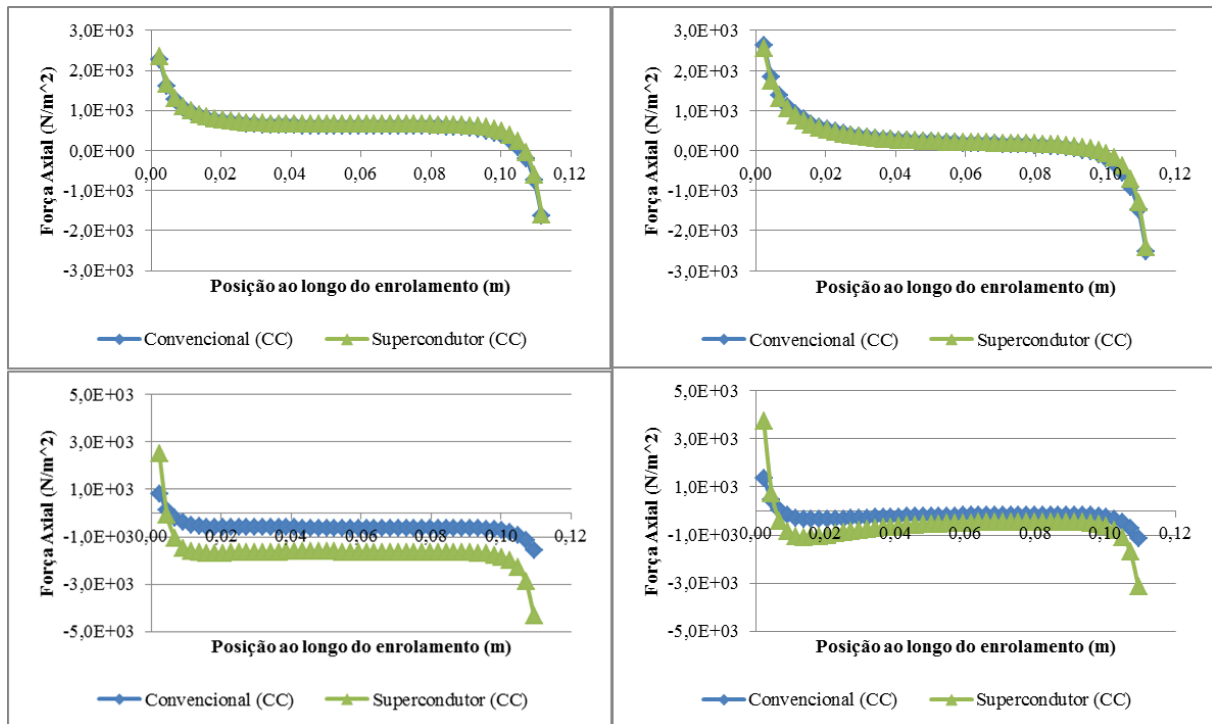 3,0E+03
2,0E+03
1,0E+03
0,0E+00
-1,0E+03
-2,0E+03
-3,0E+03
0,00 0,02 0,04 0,06 0,08 0,10 0,12
Força Axial (N/m^2)
Posição ao longo do enrolamento (m)
Convencional (CC) Supercondutor (CC)
3,0E+03
2,0E+03
1,0E+03
0,0E+00
-1,0E+03
-2,0E+03
-3,0E+03
0,00 0,02 0,04 0,06 0,08 0,10 0,12
Força Axial (N/m^2)
Posição ao longo do enrolamento (m)
Convencional (CC) Supercondutor (CC)
5,0E+03
3,0E+03
1,0E+03
-1,0E+03
-3,0E+03
-5,0E+03
0,00 0,02 0,04 0,06 0,08 0,10 0,12
Força Axial (N/m^2)
Posição ao longo do enrolamento (m)
Convencional (CC) Supercondutor (CC)
5,0E+03
3,0E+03
1,0E+03
-1,0E+03
-3,0E+03
-5,0E+03
0,00 0,02 0,04 0,06 0,08 0,10 0,12
Força Axial (N/m^2)
Posição ao longo do enrolamento (m)
Convencional (CC) Supercondutor (CC)